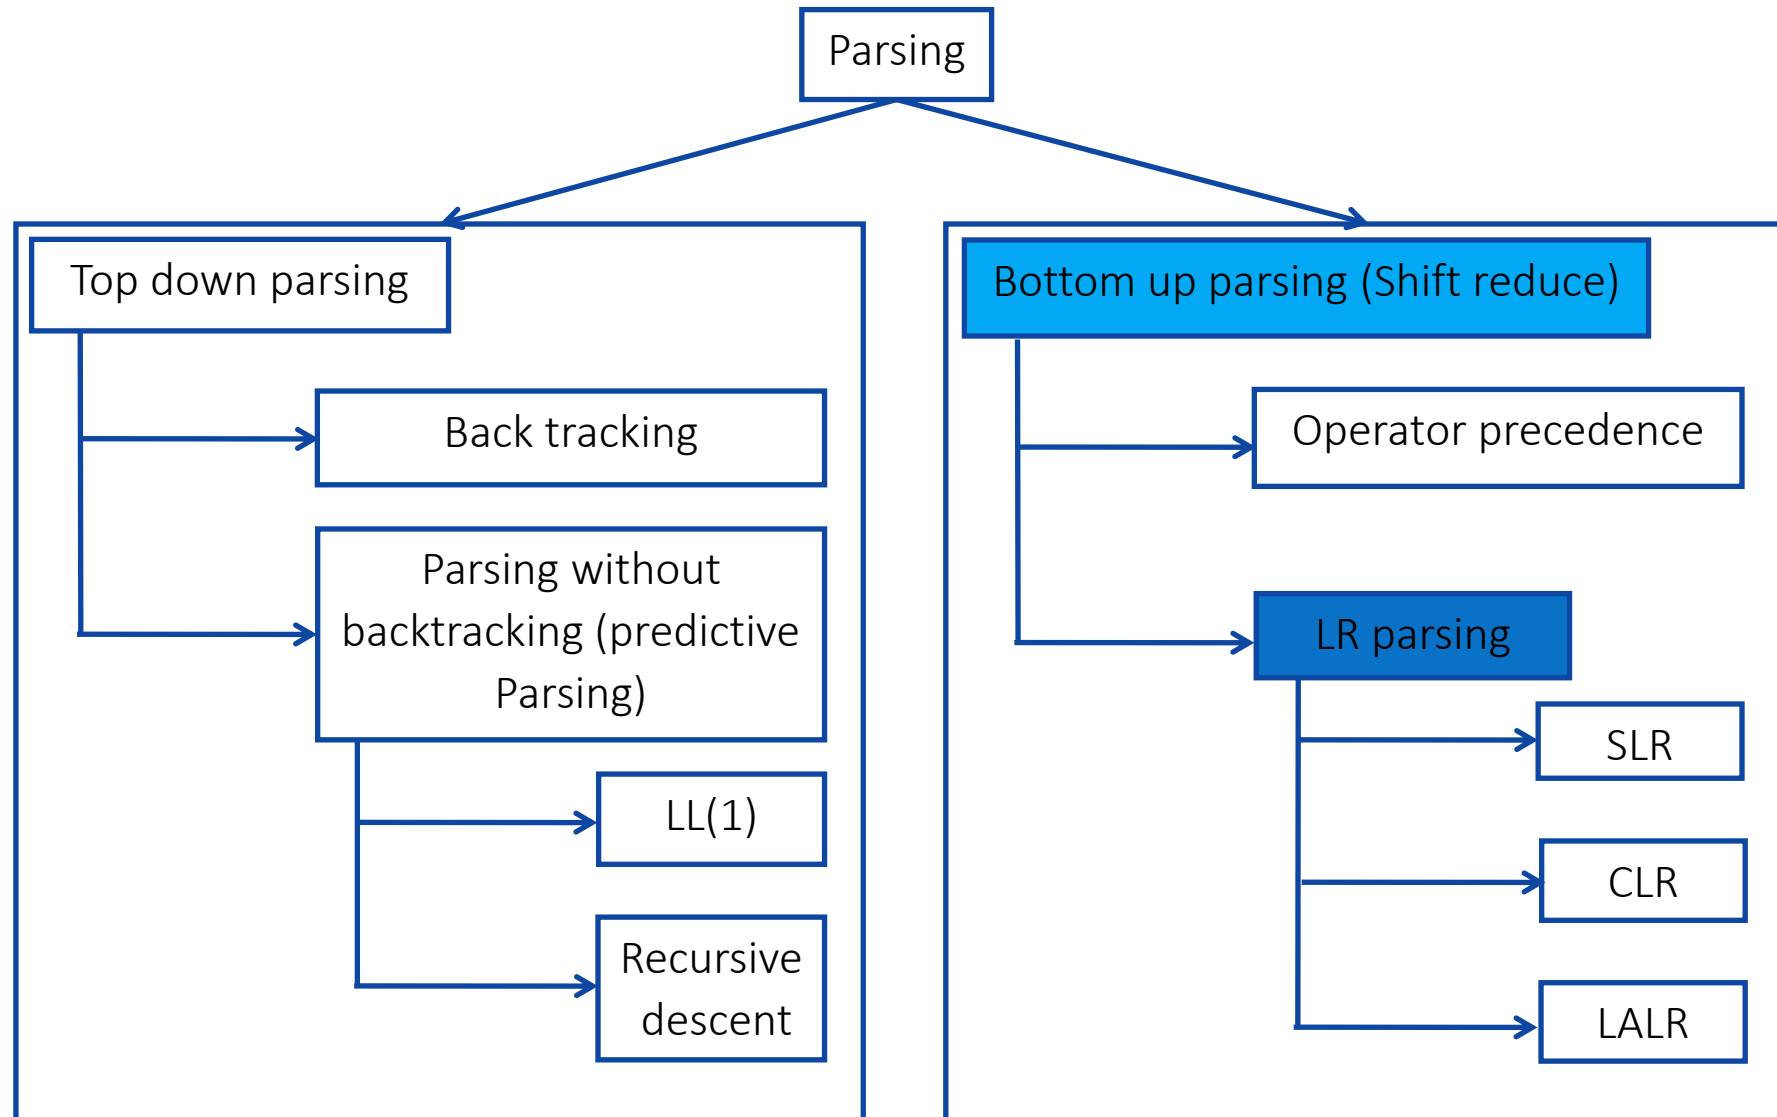 Parsing
Top down parsing
Back tracking
Parsing without
backtracking (predictive
Parsing)
LL(1)
Recursive
descent
Bottom up parsing (Shift reduce)
Operator precedence
LR parsing
SLR
CLR
LALR